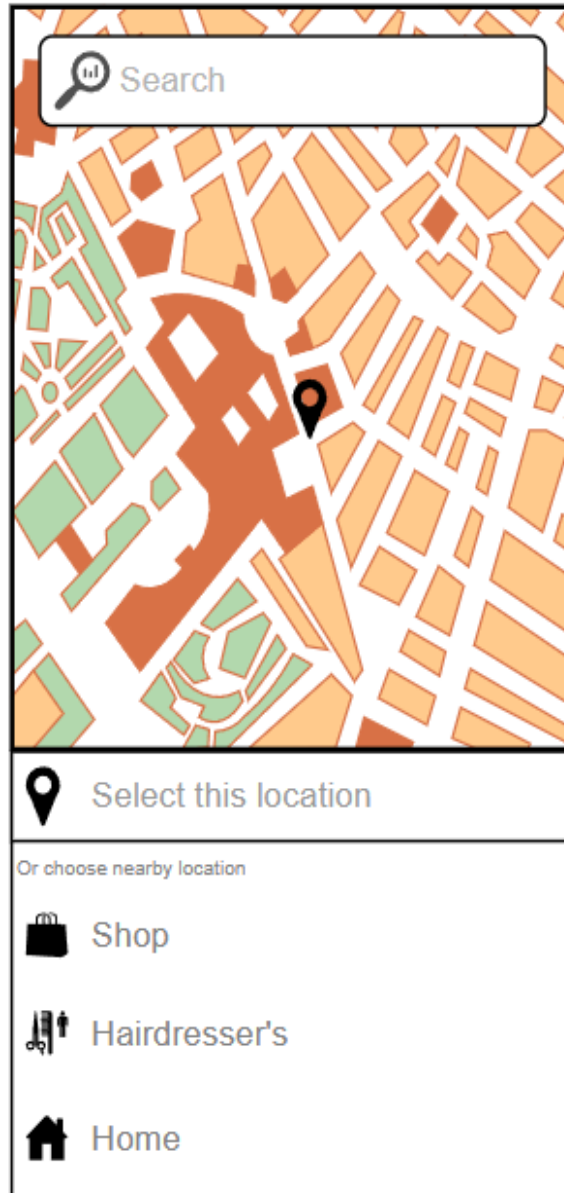 Search
Select this location
Or choose nearby location
Shop
Hairdresser's
Home